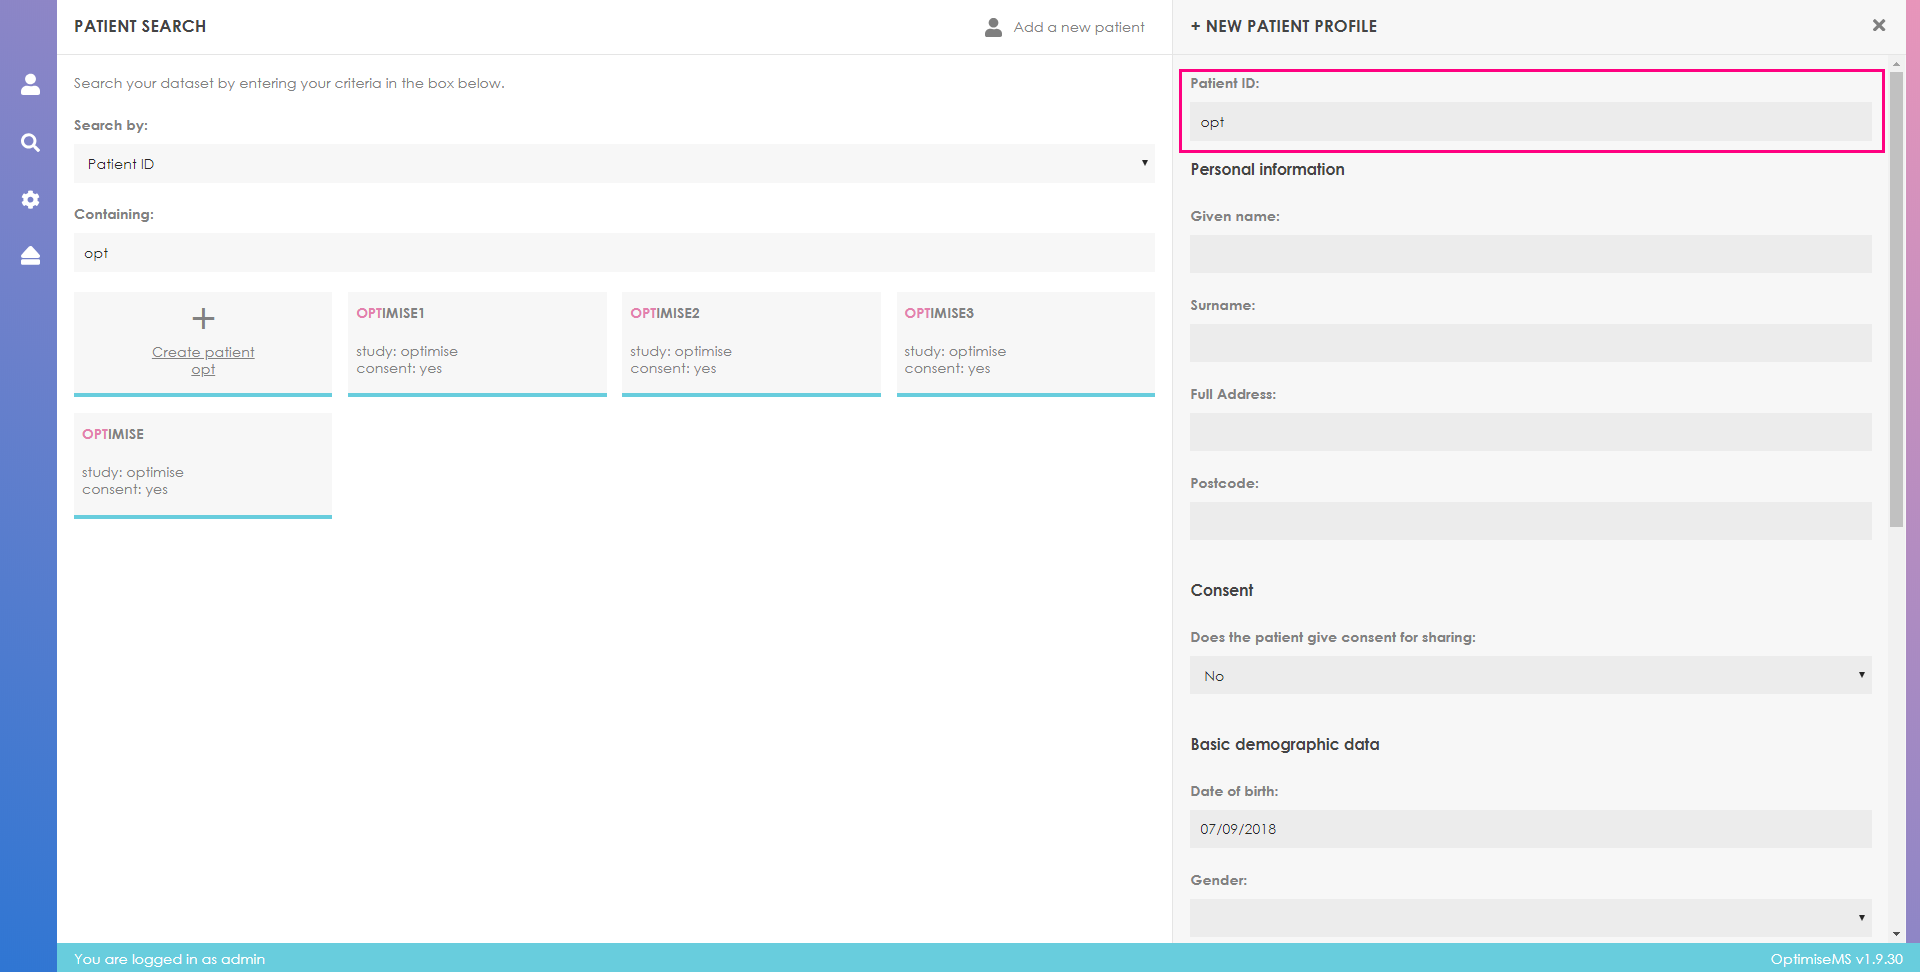 PATIENT SEARCH
Add a new patient
Search your dataset by entering your criteria in the box below.
Search by:
Patient ID
Containing:
opt
Create patient
opt
OPTIMISE1
study: optimise
consent: yes
OPTIMISE2
study: optimise
consent: yes
OPTIMISE3
study: optimise
consent: yes
OPTIMISE
study: optimise
consent: yes
+ NEW PATIENT PROFILE
Patient ID:
opt
Personal information
Given name:
Surname:
Full Address:
Postcode:
Consent
Does the patient give consent for sharing:
No
Basic demographic data
Date of birth:
07/09/2018
Gender:
You are logged in as admin
OptimiseMS v1.9.30